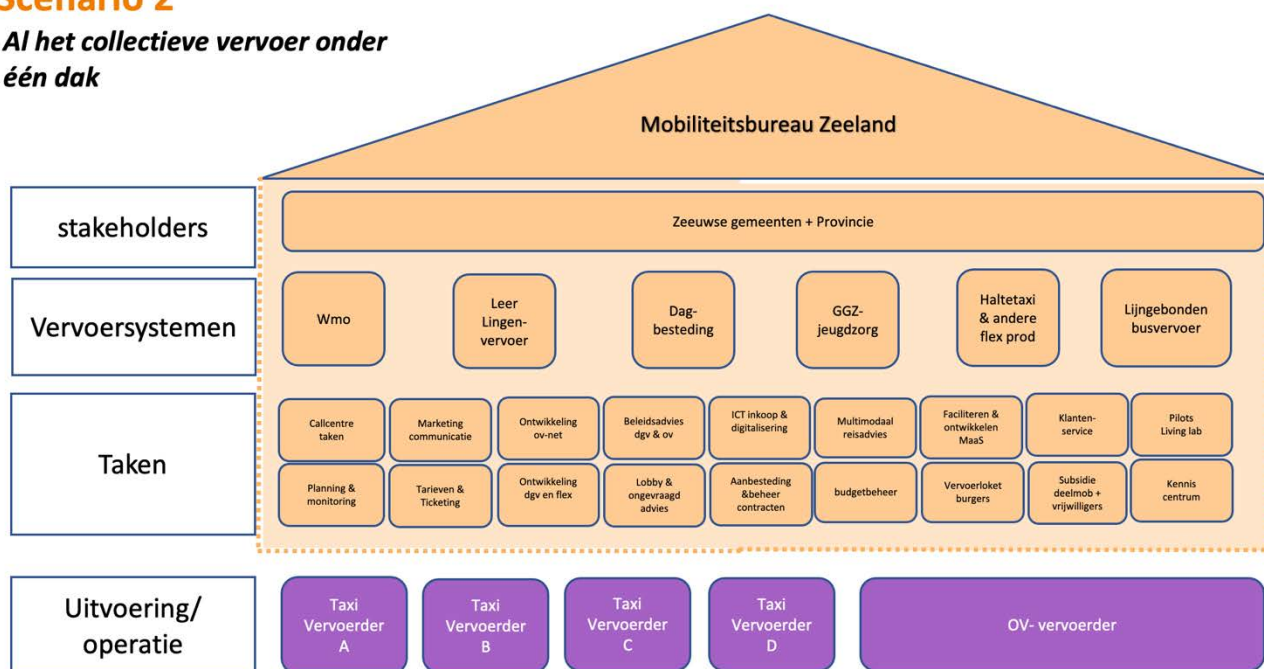 Scenario 2
Al het collectieve vervoer onder
één dak
Mobiliteitsbureau Zeeland
stakeholders
Zeeuwse gemeenten + Provincie
Vervoersystemen
Wmo
Leer
Lingen-
vervoer
Dag-
besteding
GGZ-
jeugdzorg
Haltetaxi
& andere
flex prod
Lijngebonden
busvervoer
Taken
Callcentre
taken
Marketing
communicatie
Ontwikkeling
ov-net
Beleidsadvies
dgv & ov
ICT inkoop &
digitalisering
Multimodaal
reisadvies
Faciliteren &
ontwikkelen
MaaS
Klanten-
service
Pilots
Living lab
Planning &
monitoring
Tarieven &
Ticketing
Ontwikkeling
dgv en flex
Lobby &
ongevraagd
advies
Aanbesteding
&beheer
contracten
budgetbeheer
Vervoerloket
burgers
Subsidie
deelmob +
vrijwilligers
Kennis
centrum
Uitvoering/
operatie
Taxi
Vervoerder
A
Taxi
Vervoerder
B
Taxi
Vervoerder
C
Taxi
Vervoerder
D
OV- vervoerder